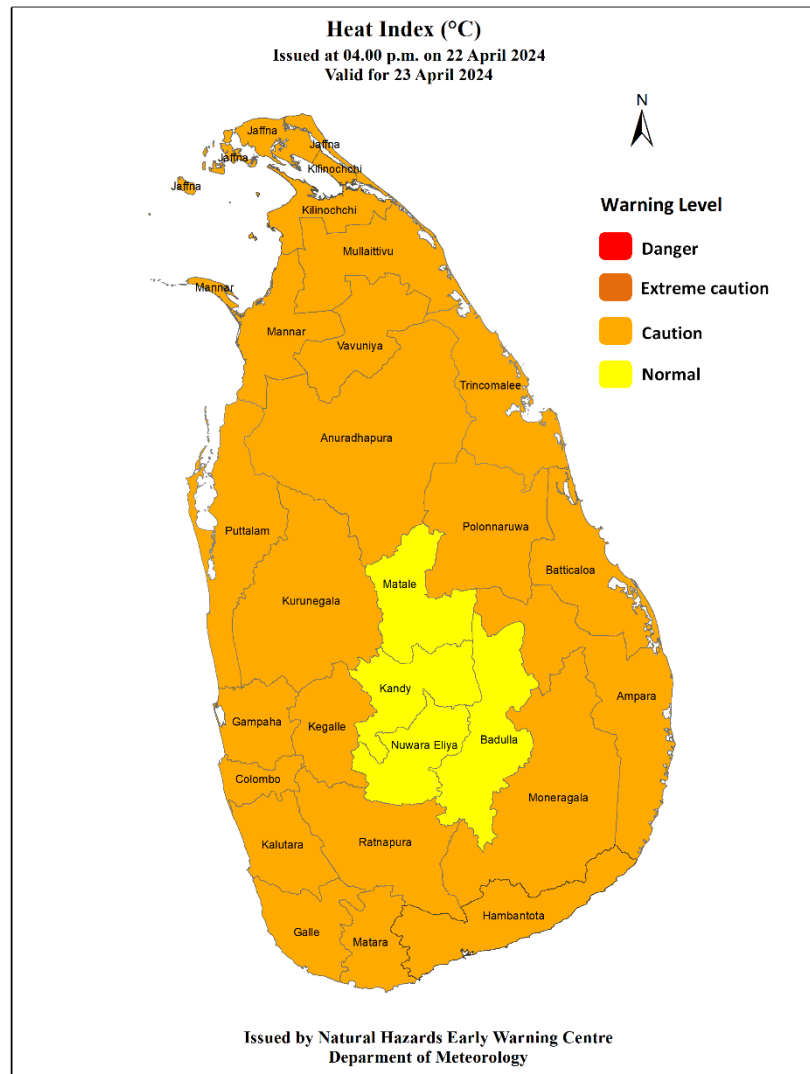 Heat Index (°C)
Issued at 04.00 p.m. on 22 April 2024
Valid for 23 April 2024
N
Warning Level
Danger
Extreme caution
Caution
Normal
Jaffna
Jaffna
Jaffna
Kilinochchi
Jaffna
Kilinochchi
Mullaittivu
Mannar
Mannar
Vavuniya
Trincomalee
Anuradhapura
Puttalam
Polonnaruwa
Batticaloa
Matale
Kurunegala
Kandy
Ampara
Gampaha
Kegalle
Nuwara Eliya
Badulla
Colombo
Moneragala
Kalutara
Ratnapura
Hambantota
Galle
Matara
Issued by Natural Hazards Early Warning Centre
Deparment of Meteorology